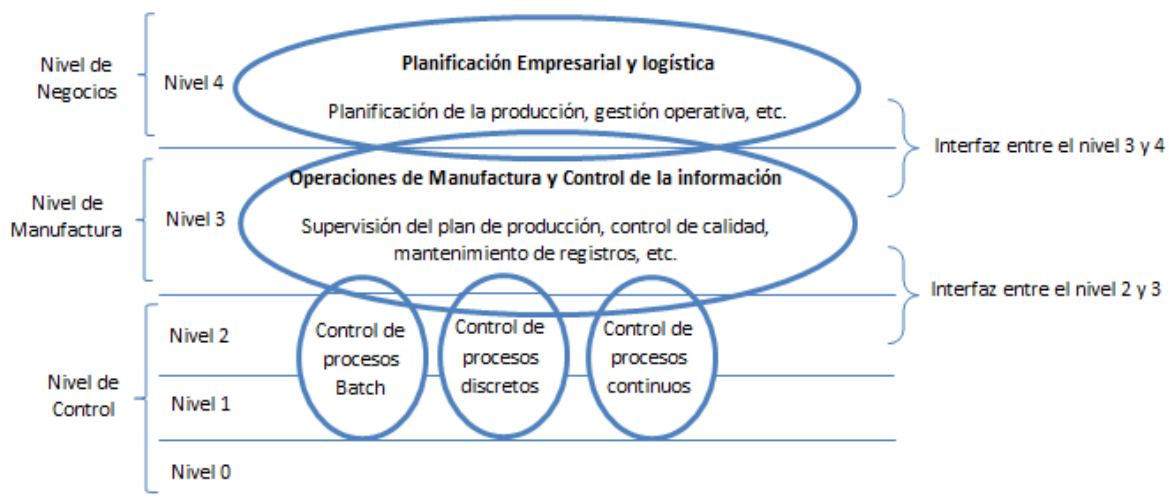 Nivel de
Negocios
Nivel 4
Planificación Empresarial y logística
Planificación de la producción, gestión operativa, etc.
Interfaz entre el nivel 3 y 4
Nivel de
Manufactura
Nivel 3
Operaciones de Manufactura y Control de la información
Supervisión del plan de producción, control de calidad,
mantenimiento de registros, etc.
Interfaz entre el nivel 2 y 3
Nivel de
Control
Nivel 2
Control de
procesos
Batch
Control de
procesos
discretos
Control de
procesos
continuos
Nivel 1
Nivel 0